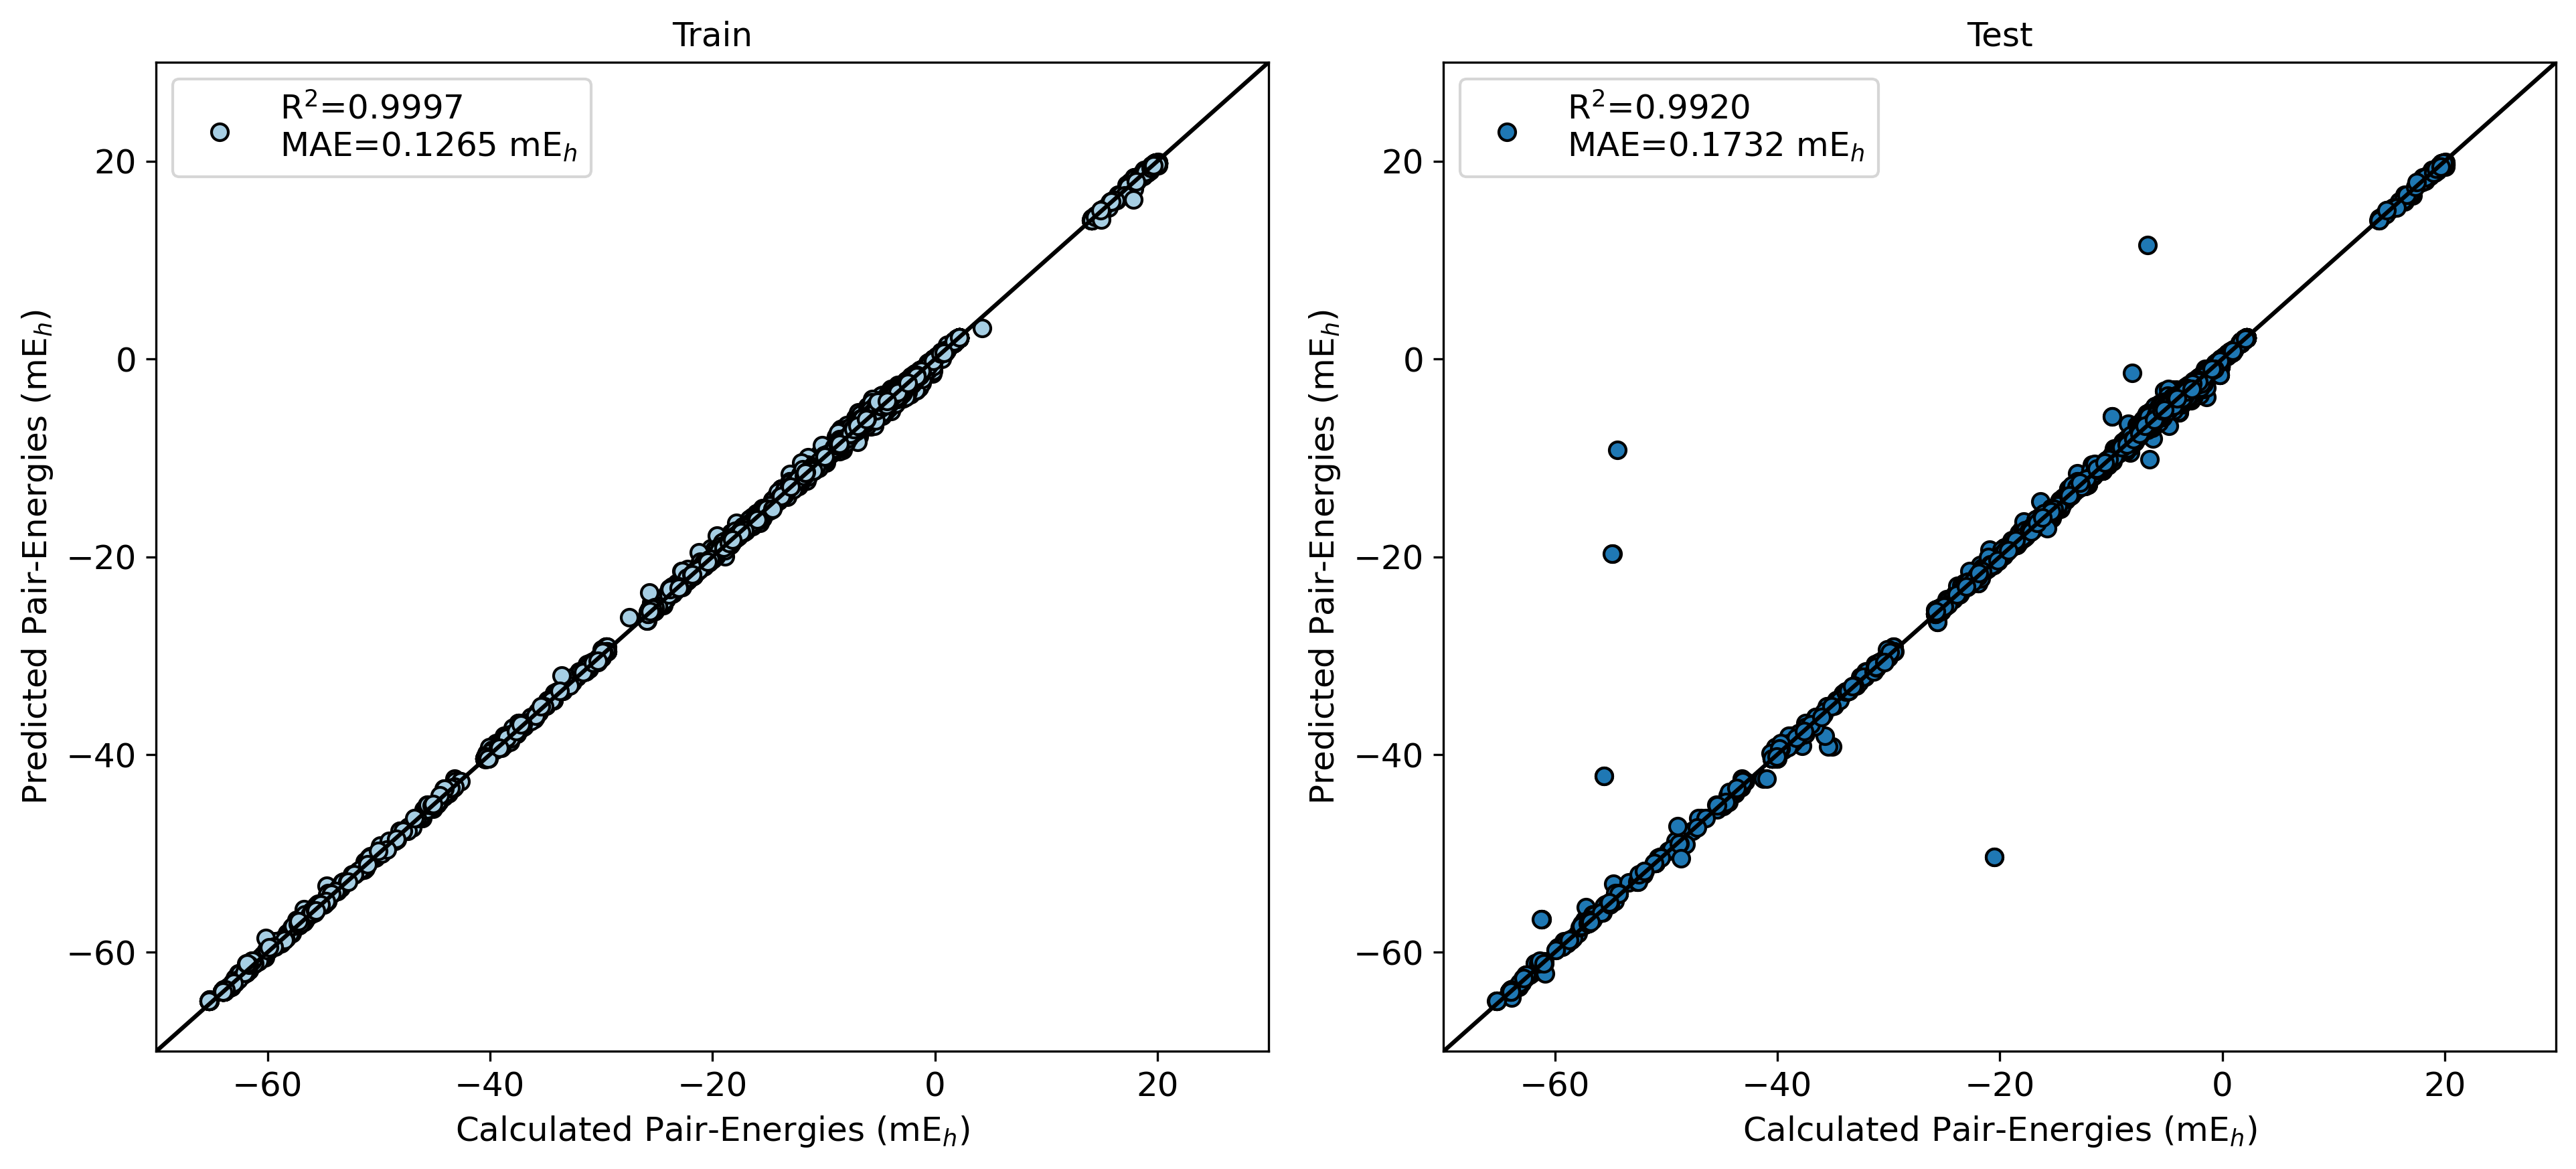 Train
R²=0.9997
MAE=0.1265 mEₕ
20
0
−20
−40
−60
−60
−40
−20
0
20
Predicted Pair-Energies (mEₕ)
Calculated Pair-Energies (mEₕ)
Test
R²=0.9920
MAE=0.1732 mEₕ
20
0
−20
−40
−60
−60
−40
−20
0
20
Predicted Pair-Energies (mEₕ)
Calculated Pair-Energies (mEₕ)